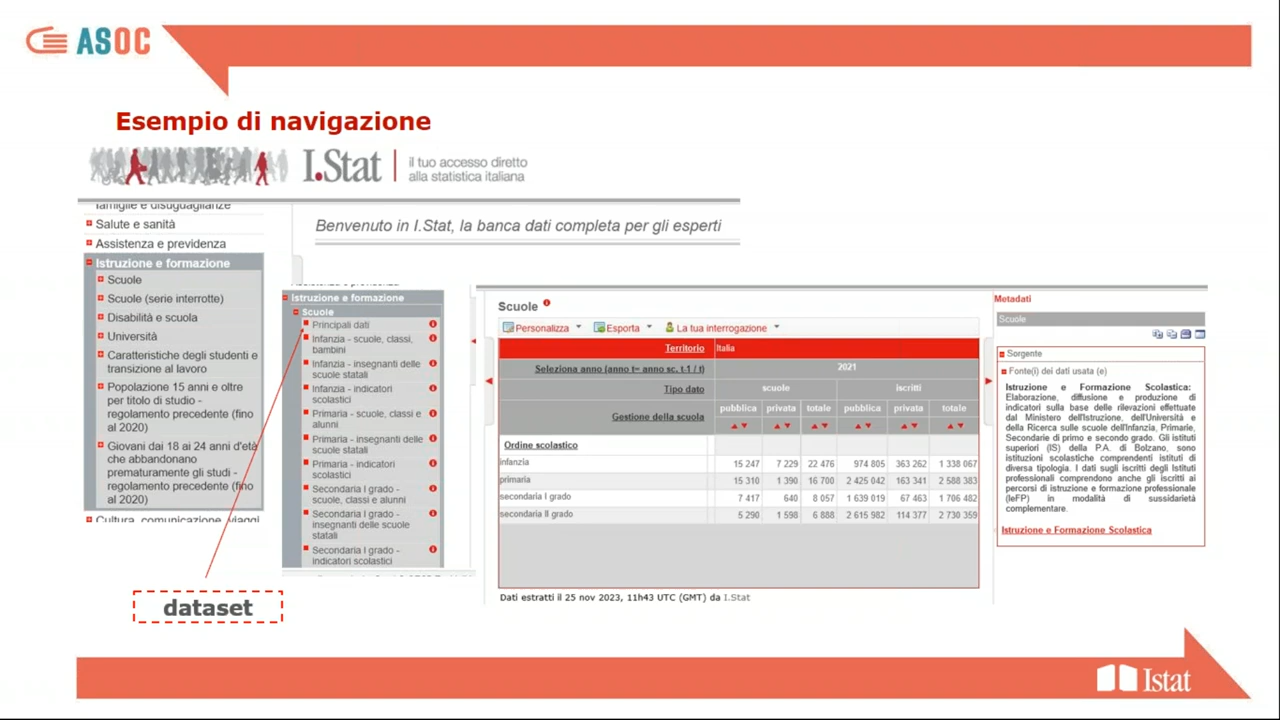 ASOC
Esempio di navigazione
I.Stat
il tuo accesso diretto
alla statistica italiana
famiglie e disuguaglianze
Salute e sanità
Assistenza e previdenza
Istruzione e formazione
Scuole
Scuole (serie interrotte)
Disabilità e scuola
Università
Caratteristiche degli studenti e
transizione al lavoro
Popolazione 15 anni e oltre
per titolo di studio -
regolamento precedente (fino
al 2020)
Giovani dai 18 ai 24 anni d'età
che abbandonano
prematuramente gli studi -
regolamento precedente (fino
al 2020)
Cultura, comunicazione, viaggi
Benvenuto in I.Stat, la banca dati completa per gli esperti
Istruzione e formazione
Scuole
Principali dati
Infanzia - scuole, classi,
bambini
Infanzia - insegnanti delle
scuole statali
Infanzia - indicatori
scolastici
Primaria - scuole, classi e
alunni
Primaria - insegnanti delle
scuole statali
Primaria - indicatori
scolastici
Secondaria I grado -
scuole, classi e alunni
Secondaria I grado -
insegnanti delle scuole
statali
Secondaria I grado -
indicatori scolastici
dataset
Scuole
Personalizza Esporta La tua interrogazione
Territorio Italia
Seleziona anno (anno t= anno sc. t-1 / t) 2021
Tipo dato scuole iscritti
Gestione della scuola pubblica privata totale pubblica privata totale
Ordine scolastico
infanzia 15 247 7 229 22 476 974 805 363 262 1 338 067
primaria 15 310 1 390 16 700 2 425 042 163 341 2 588 383
secondaria I grado 7 417 640 8 057 1 639 019 67 463 1 706 482
secondaria II grado 5 290 1 598 6 888 2 615 982 114 377 2 730 359
Dati estratti il 25 nov 2023, 11h43 UTC (GMT) da I.Stat
Metadati
Scuole
Sorgente
Fonte(i) dei dati usata (e)
Istruzione e Formazione Scolastica:
Elaborazione, diffusione e produzione di
indicatori sulla base delle rilevazioni effettuate
dal Ministero dell'Istruzione, dell'Università e
della Ricerca sulle scuole dell'Infanzia, Primarie,
Secondarie di primo e secondo grado. Gli istituti
superiori (IS) della P.A. di Bolzano, sono
istituzioni scolastiche comprendenti istituti di
diversa tipologia. I dati sugli iscritti degli Istituti
professionali comprendono anche gli iscritti ai
percorsi di istruzione e formazione professionale
(IeFP) in modalità di sussidarietà
complementare.
Istruzione e Formazione Scolastica
Istat